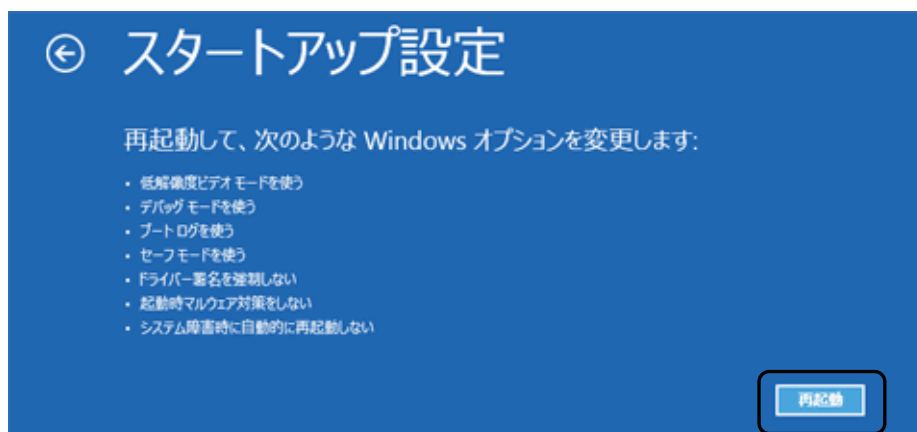 スタートアップ設定
再起動して、次のような Windows オプションを変更します:
• 低解像度ビデオ モードを使う
• デバッグ モードを使う
• ブート ログを使う
• セーフ モードを使う
• ドライバー署名を強制しない
• 起動時マルウェア対策をしない
• システム障害時に自動的に再起動しない
再起動